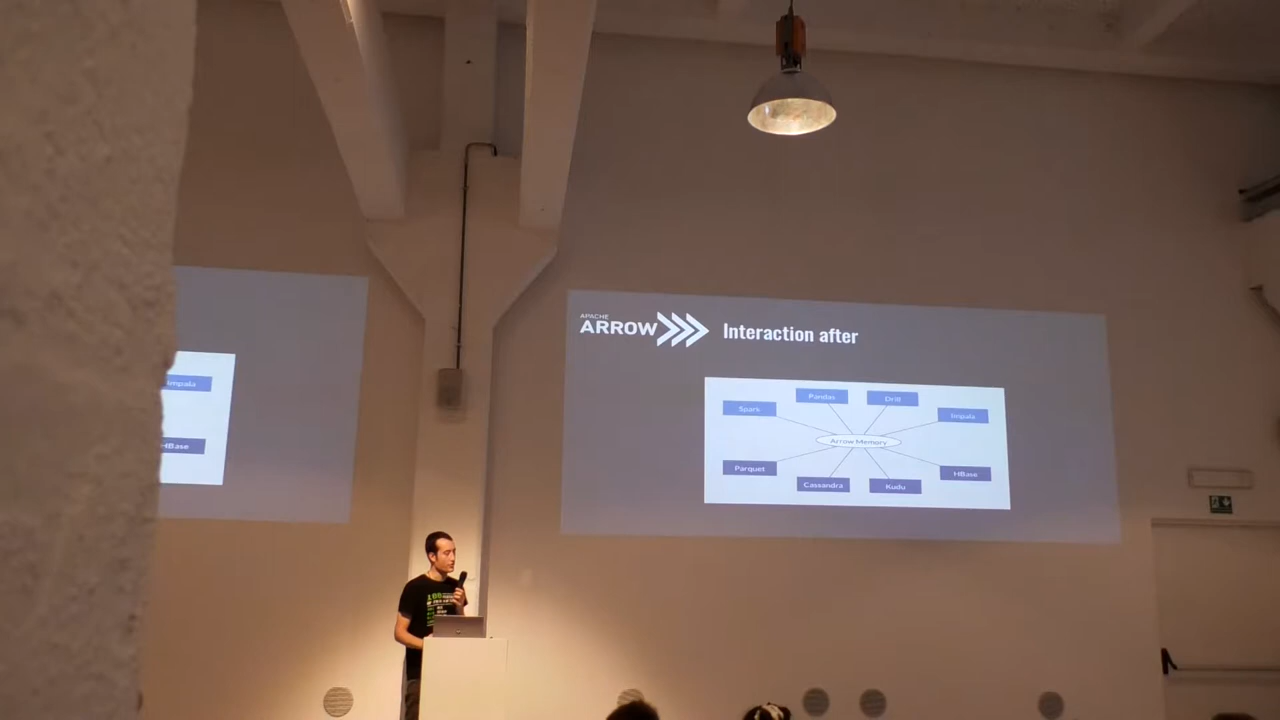 Impala
HBase
APACHE
ARROW
Interaction after
Pandas
Drill
Spark
Impala
Arrow Memory
Parquet
HBase
Cassandra
Kudu